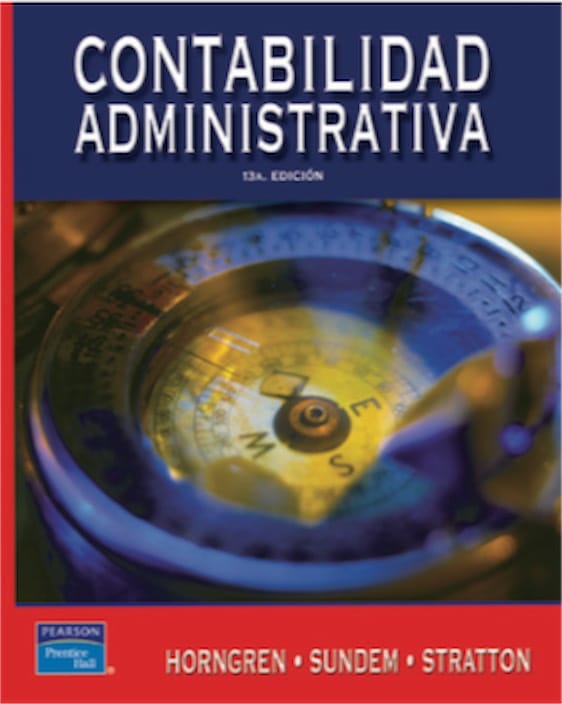 CONTABILIDAD
ADMINISTRATIVA
13A. EDICIÓN
E
W
S
PEARSON
Prentice
Hall
HORNGREN • SUNDEM • STRATTON